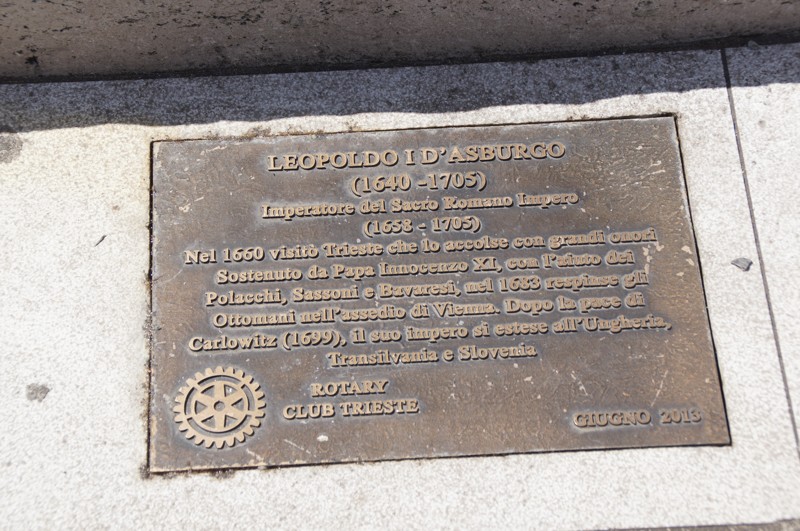 LEOPOLDO I D'ASBURGO
(1640 -1705)
Imperatore del Sacro Romano Impero
(1658 - 1705)
Nel 1660 visitò Trieste che lo accolse con grandi onori
Sostenuto da Papa Innocenzo XI, con l'aiuto dei
Polacchi, Sassoni e Bavaresi, nel 1683 respinse gli
Ottomani nell'assedio di Vienna. Dopo la pace di
Carlowitz (1699), il suo impero si estese all'Ungheria,
Transilvania e Slovenia
ROTARY
CLUB TRIESTE
GIUGNO 2013